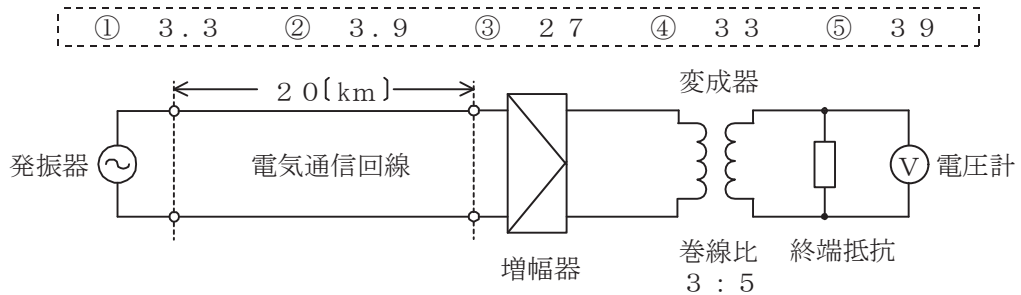 ① ３.３ ② ３.９ ③ ２７ ④ ３３ ⑤ ３９
２０〔km〕
変成器
発振器
電気通信回線
V
電圧計
増幅器
巻線比
３：５
終端抵抗